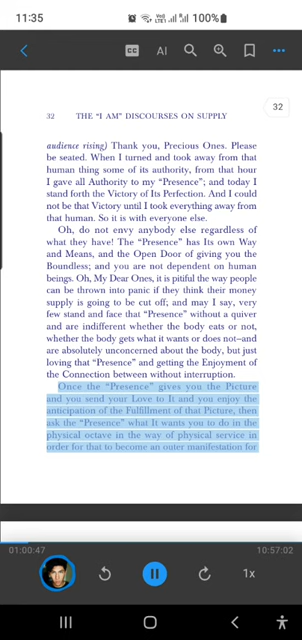 11:35
100%
CC AI
32
32 THE “I AM” DISCOURSES ON SUPPLY
audience rising) Thank you, Precious Ones. Please
be seated. When I turned and took away from that
human thing some of its authority, from that hour
I gave all Authority to my “Presence”; and today I
stand forth the Victory of Its Perfection. And I could
not be that Victory until I took everything away from
that human. So it is with everyone else.
Oh, do not envy anybody else regardless of
what they have! The “Presence” has Its own Way
and Means, and the Open Door of giving you the
Boundless; and you are not dependent on human
beings. Oh, My Dear Ones, it is pitiful the way people
can be thrown into panic if they think their money
supply is going to be cut off; and may I say, very
few stand and face that “Presence” without a quiver
and are indifferent whether the body eats or not,
whether the body gets what it wants or does not–and
are absolutely unconcerned about the body, but just
loving that “Presence” and getting the Enjoyment of
the Connection between without interruption.
Once the “Presence” gives you the Picture
and you send your Love to It and you enjoy the
anticipation of the Fulfillment of that Picture, then
ask the “Presence” what It wants you to do in the
physical octave in the way of physical service in
order for that to become an outer manifestation for
01:00:47 10:57:02
1x